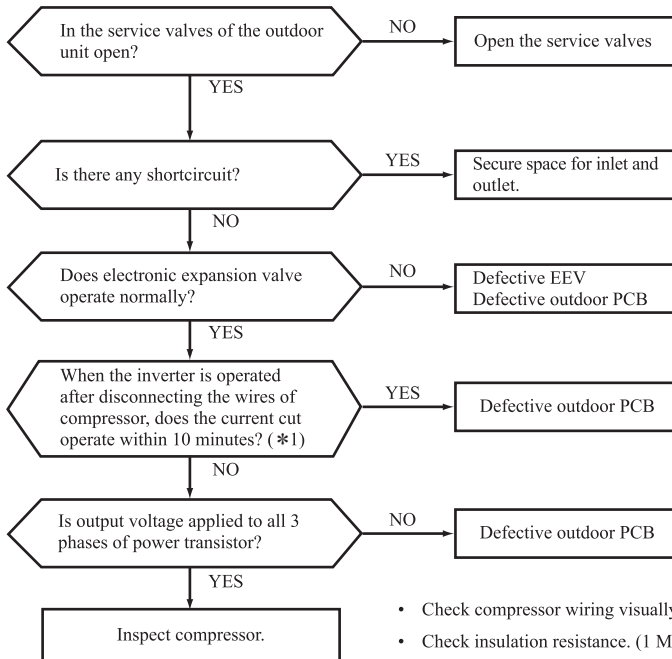 In the service valves of the outdoor
unit open?
NO
Open the service valves
YES
Is there any shortcircuit?
YES
Secure space for inlet and
outlet.
NO
Does electronic expansion valve
operate normally?
NO
Defective EEV
Defective outdoor PCB
YES
When the inverter is operated
after disconnecting the wires of
compressor, does the current cut
operate within 10 minutes? (＊1)
YES
Defective outdoor PCB
NO
Is output voltage applied to all 3
phases of power transistor?
NO
Defective outdoor PCB
YES
Inspect compressor.
• Check compressor wiring visually
• Check insulation resistance. (1 M